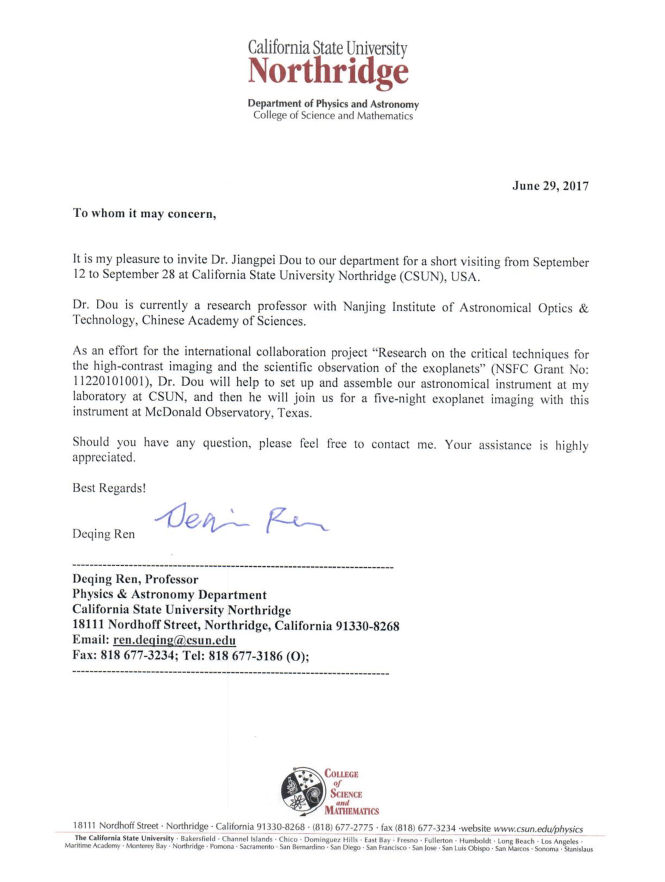 California State University
Northridge
Department of Physics and Astronomy
College of Science and Mathematics
June 29, 2017
To whom it may concern,
It is my pleasure to invite Dr. Jiangpei Dou to our department for a short visiting from September
12 to September 28 at California State University Northridge (CSUN), USA.
Dr. Dou is currently a research professor with Nanjing Institute of Astronomical Optics &
Technology, Chinese Academy of Sciences.
As an effort for the international collaboration project “Research on the critical techniques for
the high-contrast imaging and the scientific observation of the exoplanets” (NSFC Grant No:
11220101001), Dr. Dou will help to set up and assemble our astronomical instrument at my
laboratory at CSUN, and then he will join us for a five-night exoplanet imaging with this
instrument at McDonald Observatory, Texas.
Should you have any question, please feel free to contact me. Your assistance is highly
appreciated.
Best Regards!
Deqin Ren
Deqing Ren
Deqing Ren, Professor
Physics & Astronomy Department
California State University Northridge
18111 Nordhoff Street, Northridge, California 91330-8268
Email: ren.deqing@csun.edu
Fax: 818 677-3234; Tel: 818 677-3186 (O);
COLLEGE
of
SCIENCE
and
MATHEMATICS
18111 Nordhoff Street · Northridge · California 91330-8268 · (818) 677-2775 · fax (818) 677-3234 ·website www.csun.edu/physics
The California State University · Bakersfield · Channel Islands · Chico · Dominguez Hills · East Bay · Fresno · Fullerton · Humboldt · Long Beach · Los Angeles ·
Maritime Academy · Monterey Bay · Northridge · Pomona · Sacramento · San Bernardino · San Diego · San Francisco · San Jose · San Luis Obispo · San Marcos · Sonoma · Stanislaus